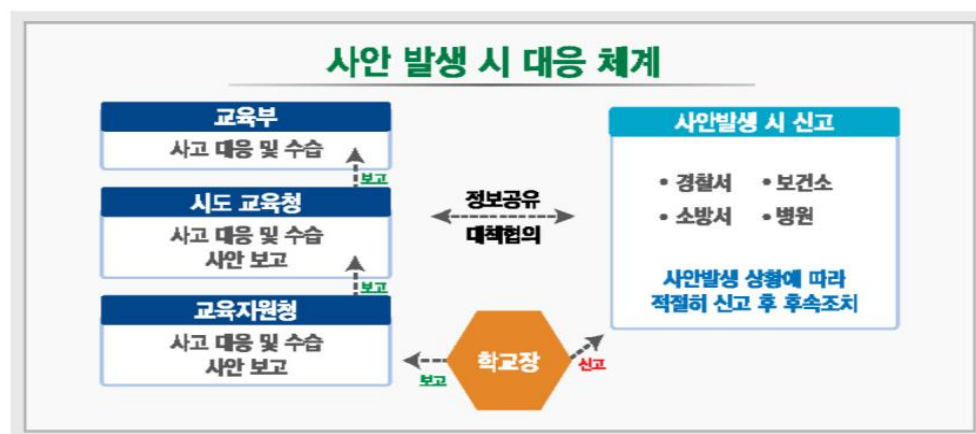 사안 발생 시 대응 체계
교육부
사고 대응 및 수습
보고
시도 교육청
사고 대응 및 수습
사안 보고
보고
교육지원청
사고 대응 및 수습
사안 보고
정보공유
대책협의
보고
학교장
신고
사안발생 시 신고
• 경찰서 • 보건소
• 소방서 • 병원
사안발생 상황에 따라
적절히 신고 후 후속조치